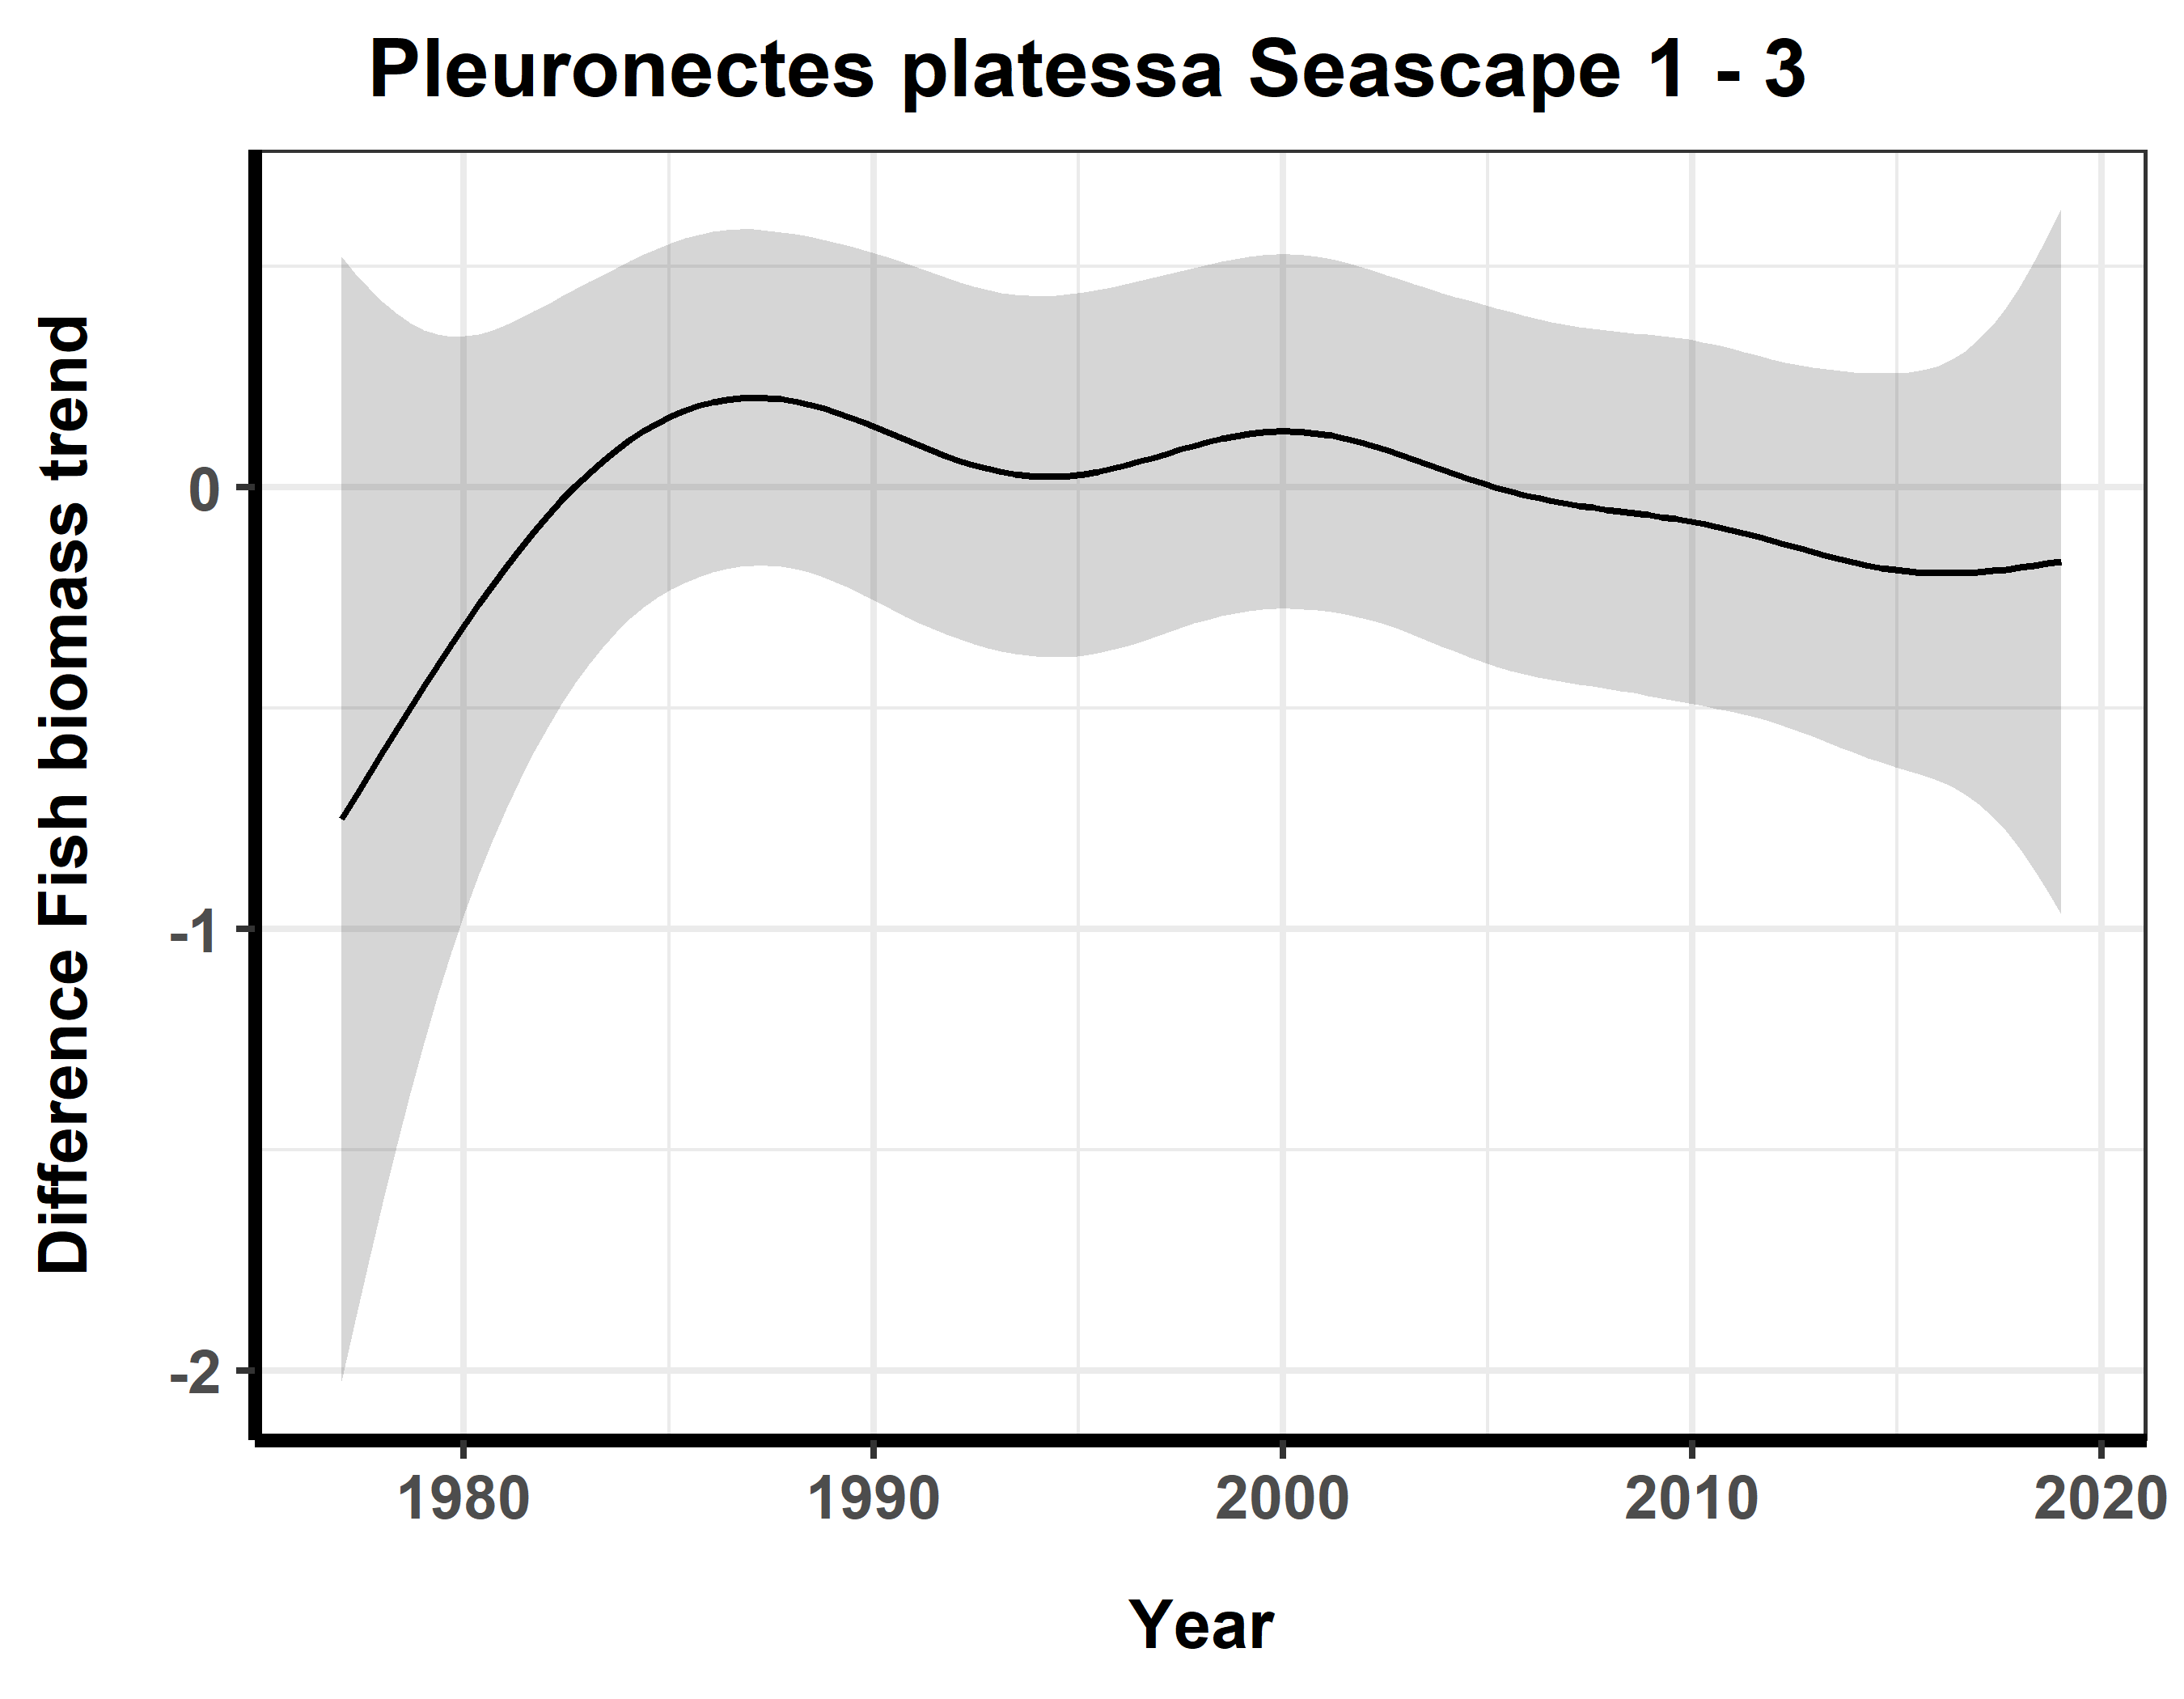 Pleuronectes platessa Seascape 1 - 3
Difference Fish biomass trend
0
-1
-2
1980
1990
2000
2010
2020
Year